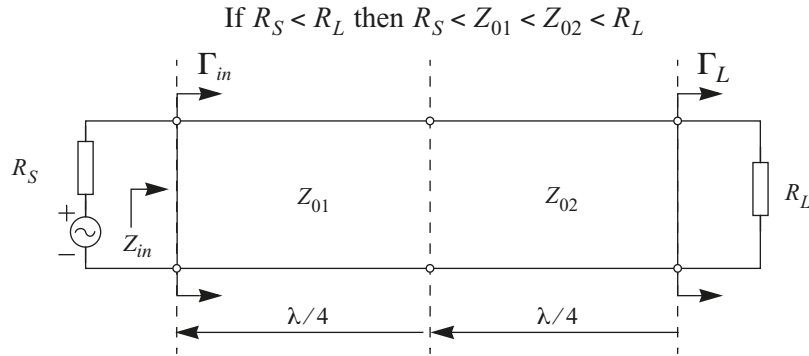 If R_S < R_L then R_S < Z_01 < Z_02 < R_L
Γ_in
Γ_L
R_S
+
−
Z_in
Z_01
Z_02
R_L
λ/4
λ/4